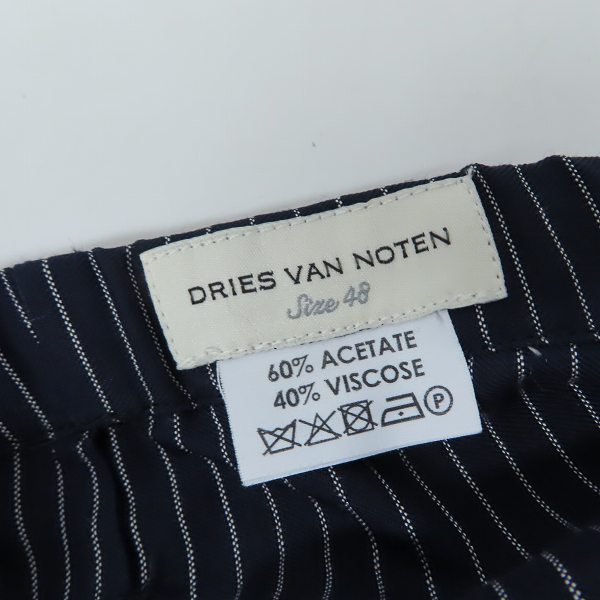 DRIES VAN NOTEN
Size 48
60% ACETATE
40% VISCOSE
P